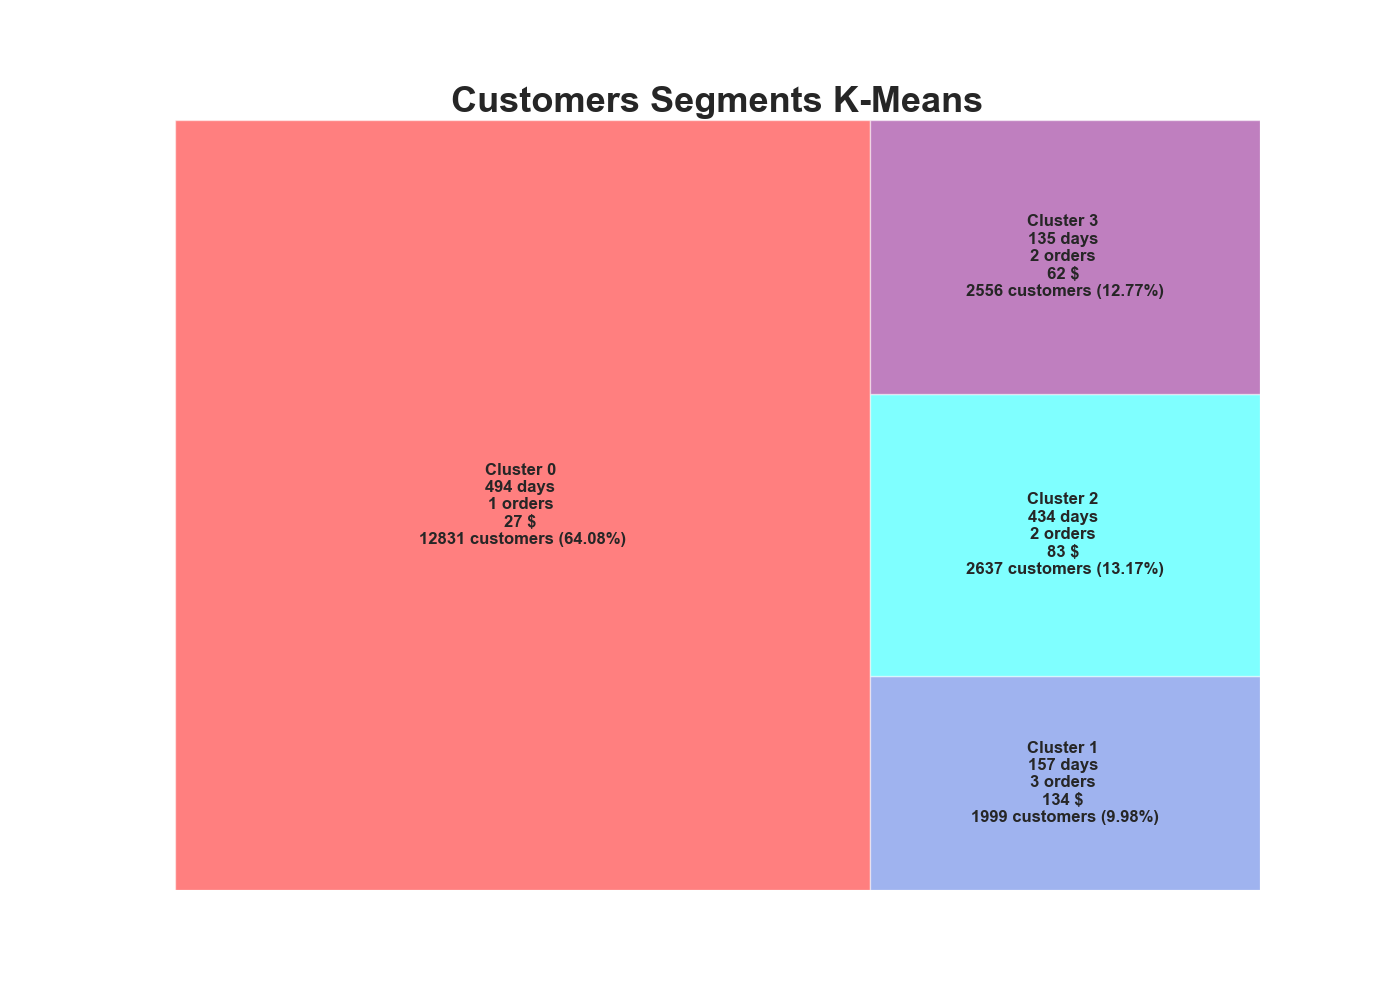 Customers Segments K-Means
Cluster 0
494 days
1 orders
27 $
12831 customers (64.08%)
Cluster 3
135 days
2 orders
62 $
2556 customers (12.77%)
Cluster 2
434 days
2 orders
83 $
2637 customers (13.17%)
Cluster 1
157 days
3 orders
134 $
1999 customers (9.98%)